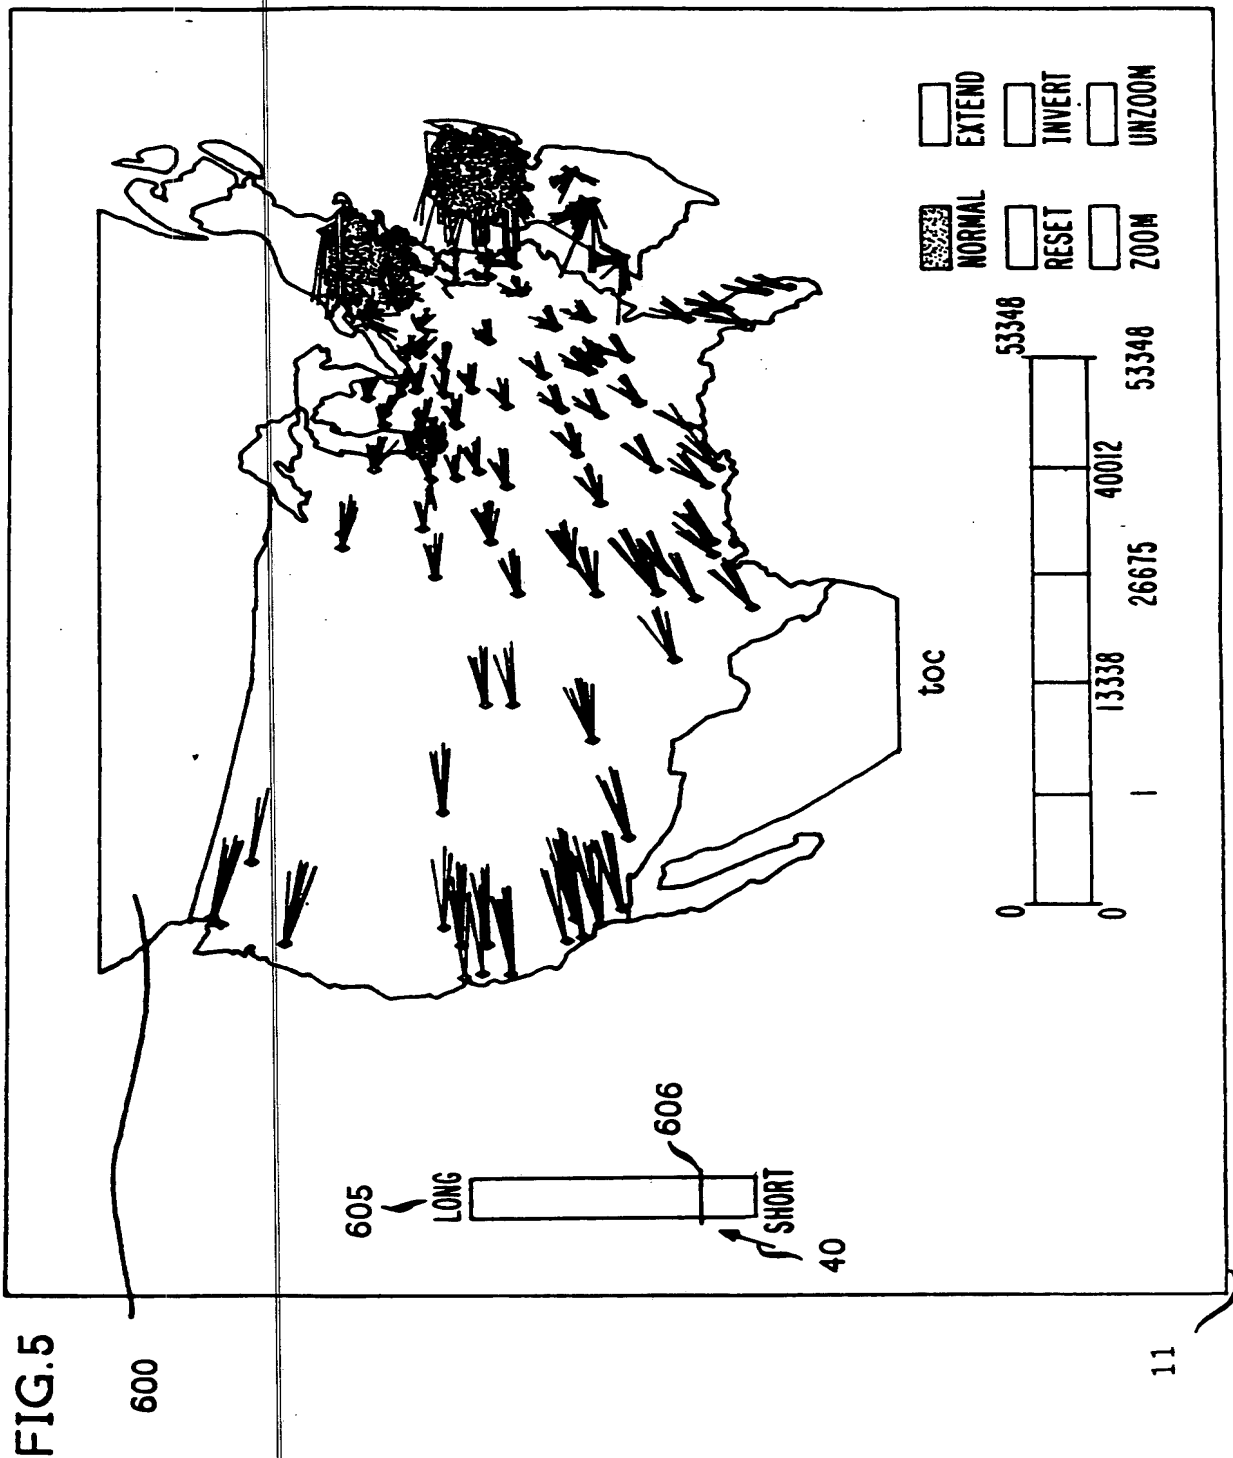 FIG.5
600
605
LONG
606
SHORT
40
toc
0
53348
0
1
13338
26675
40012
53348
NORMAL
EXTEND
RESET
INVERT
ZOOM
UNZOOM
11